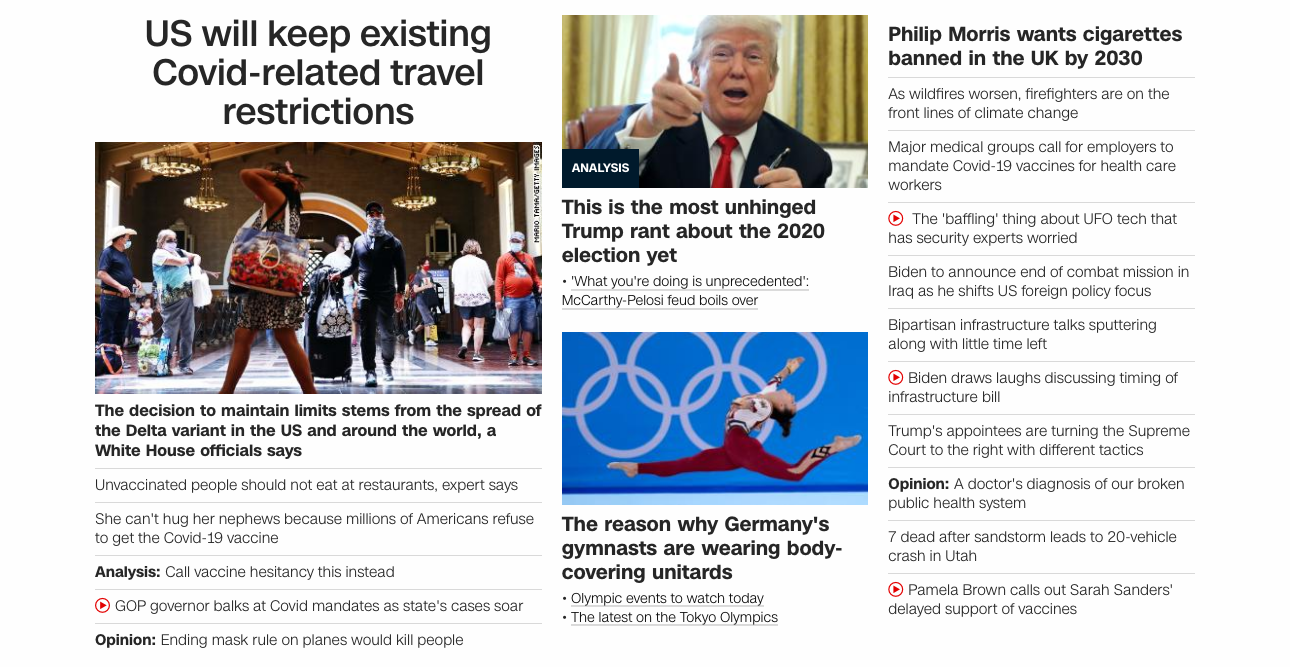 US will keep existing
Covid-related travel
restrictions
MARIO TAMA/GETTY IMAGES
The decision to maintain limits stems from the spread of
the Delta variant in the US and around the world, a
White House officials says
Unvaccinated people should not eat at restaurants, expert says
She can't hug her nephews because millions of Americans refuse
to get the Covid-19 vaccine
Analysis: Call vaccine hesitancy this instead
GOP governor balks at Covid mandates as state's cases soar
Opinion: Ending mask rule on planes would kill people
ANALYSIS
This is the most unhinged
Trump rant about the 2020
election yet
• 'What you're doing is unprecedented':
McCarthy-Pelosi feud boils over
The reason why Germany's
gymnasts are wearing body-
covering unitards
• Olympic events to watch today
• The latest on the Tokyo Olympics
Philip Morris wants cigarettes
banned in the UK by 2030
As wildfires worsen, firefighters are on the
front lines of climate change
Major medical groups call for employers to
mandate Covid-19 vaccines for health care
workers
The 'baffling' thing about UFO tech that
has security experts worried
Biden to announce end of combat mission in
Iraq as he shifts US foreign policy focus
Bipartisan infrastructure talks sputtering
along with little time left
Biden draws laughs discussing timing of
infrastructure bill
Trump's appointees are turning the Supreme
Court to the right with different tactics
Opinion: A doctor's diagnosis of our broken
public health system
7 dead after sandstorm leads to 20-vehicle
crash in Utah
Pamela Brown calls out Sarah Sanders'
delayed support of vaccines